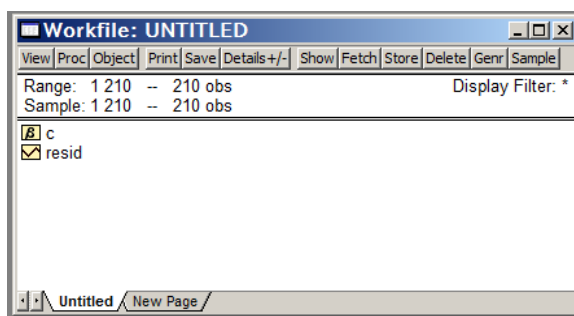 Workfile: UNTITLED
View Proc Object Print Save Details+/- Show Fetch Store Delete Genr Sample
Range: 1 210 -- 210 obs Display Filter: *
Sample: 1 210 -- 210 obs
β c
resid
Untitled New Page